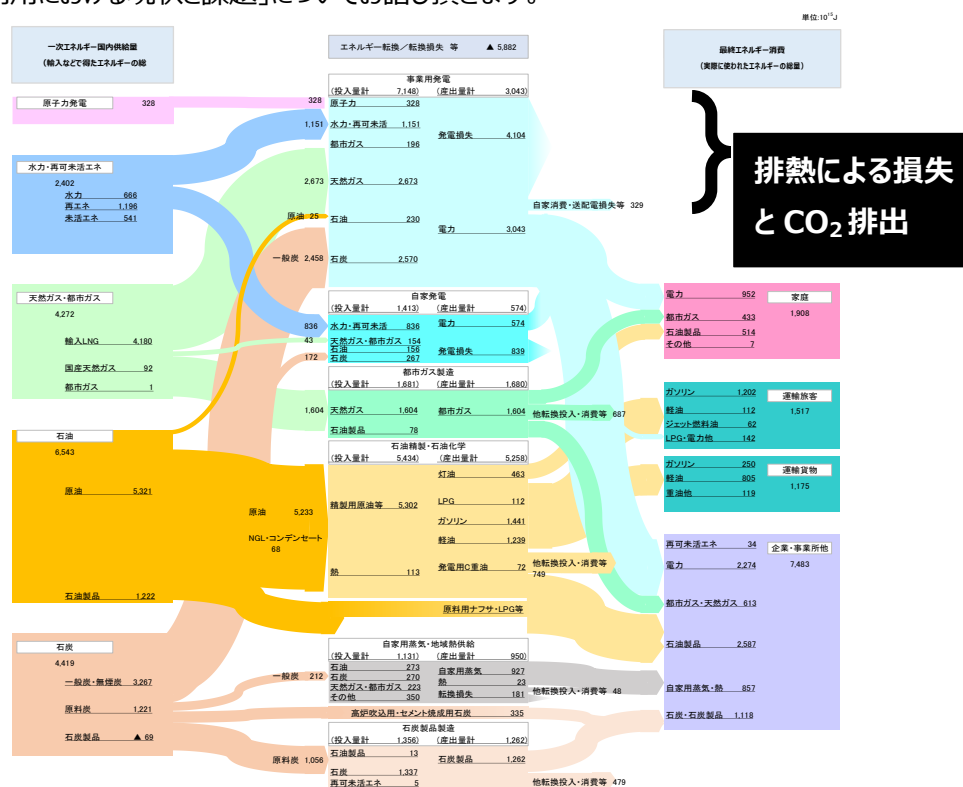 用における現状と課題」についてお話し頂きます。
単位:10¹⁵J
一次エネルギー国内供給量
(輸入などで得たエネルギーの総
エネルギー転換/転換損失 等 ▲ 5,882
最終エネルギー消費
(実際に使われたエネルギーの総量)
原子力発電 328
水力・再可未活エネ
2,402
水力 666
再エネ 1,196
未活エネ 541
天然ガス・都市ガス
4,272
輸入LNG 4,180
国産天然ガス 92
都市ガス 1
石油
6,543
原油 5,321
石油製品 1,222
石炭
4,419
一般炭・無煙炭 3,267
原料炭 1,221
石炭製品 ▲ 69
328
1,151
2,673
原油 25
一般炭 2,458
836
43
172
1,604
原油 5,233
NGL・コンデンセート
68
一般炭 212
原料炭 1,056
事業用発電
(投入量計 7,148) (産出量計 3,043)
原子力 328
水力・再可未活 1,151
都市ガス 196
発電損失 4,104
天然ガス 2,673
石油 230
電力 3,043
石炭 2,570
自家消費・送配電損失等 329
自家発電
(投入量計 1,413) (産出量計 574)
水力・再可未活 836 電力 574
天然ガス・都市ガス 154
石油 156 発電損失 839
石炭 267
都市ガス製造
(投入量計 1,681) (産出量計 1,680)
天然ガス 1,604 都市ガス 1,604
石油製品 78
他転換投入・消費等 687
石油精製・石油化学
(投入量計 5,434) (産出量計 5,258)
灯油 463
精製用原油等 5,302 LPG 112
ガソリン 1,441
軽油 1,239
熱 113 発電用C重油 72
他転換投入・消費等
749
原料用ナフサ・LPG等
自家用蒸気・地域熱供給
(投入量計 1,131) (産出量計 950)
石油 273 自家用蒸気 927
石炭 270
天然ガス・都市ガス 223 熱 23
その他 350 転換損失 181
他転換投入・消費等 48
高炉吹込用・セメント焼成用石炭 335
石炭製品製造
(投入量計 1,356) (産出量計 1,262)
石油製品 13 石炭製品 1,262
石炭 1,337
再可未活エネ 5
他転換投入・消費等 479
排熱による損失
とCO₂排出
電力 952 家庭
都市ガス 433 1,908
石油製品 514
その他 7
ガソリン 1,202 運輸旅客
軽油 112 1,517
ジェット燃料油 62
LPG・電力他 142
ガソリン 250 運輸貨物
軽油 805 1,175
重油他 119
再可未活エネ 34 企業・事業所他
電力 2,274 7,483
都市ガス・天然ガス 613
石油製品 2,587
自家用蒸気・熱 857
石炭・石炭製品 1,118